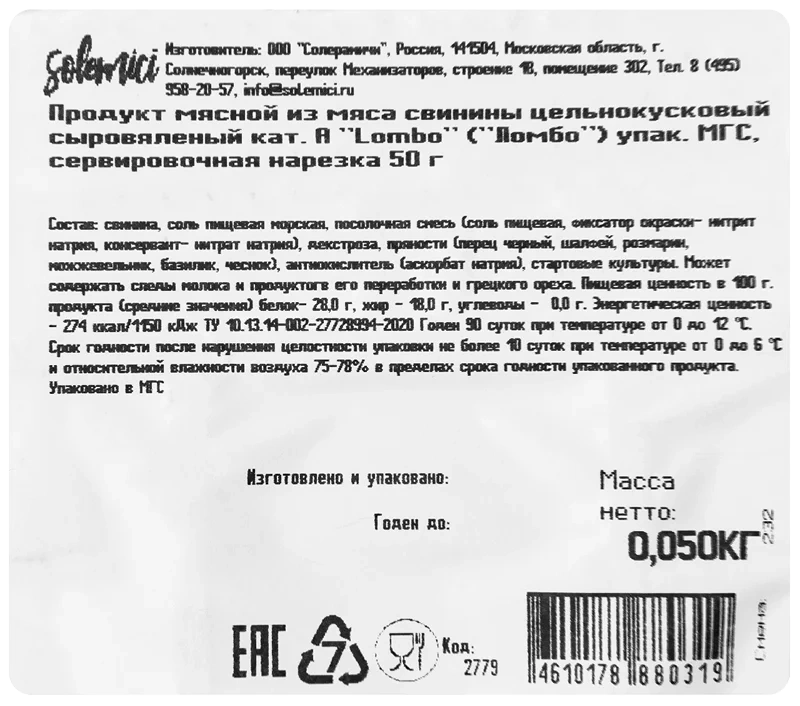 solemici
Изготовитель: ООО "Солераничи", Россия, 141504, Московская область, г.
Солнечногорск, переулок Механизаторов, строение 1В, помещение 302, Тел. 8 (495)
958-20-57, info@solemici.ru
Продукт мясной из мяса свинины цельнокусковый
сыровяленый кат. А "Lombo" ("Ломбо") упак. МГС,
сервировочная нарезка 50 г
Состав: свинина, соль пищевая морская, посолочная смесь (соль пищевая, фиксатор окраски- нитрит
натрия, консервант- нитрат натрия), декстроза, пряности (перец черный, шалфей, розмарин,
можжевельник, базилик, чеснок), антиокислитель (аскорбат натрия), стартовые культуры. Может
содержать следы молока и продуктогв его переработки и грецкого ореха. Пищевая ценность в 100 г.
продукта (средние значения) белок- 28,0 г, жир - 18,0 г, углеводы - 0,0 г. Энергетическая ценность
- 274 ккал/1150 кДж ТУ 10.13.14-002-27728994-2020 Годен 90 суток при температуре от 0 до 12 °С.
Срок годности после нарушения целостности упаковки не более 10 суток при температуре от 0 до 6 °С
и относительной влажности воздуха 75-78% в пределах срока годности упакованного продукта.
Упаковано в МГС
Изготовлено и упаковано:
Годен до:
Масса
нетто:
0,050КГ
232
Смена:
EAC
7
Код:
2779
4610178 880319